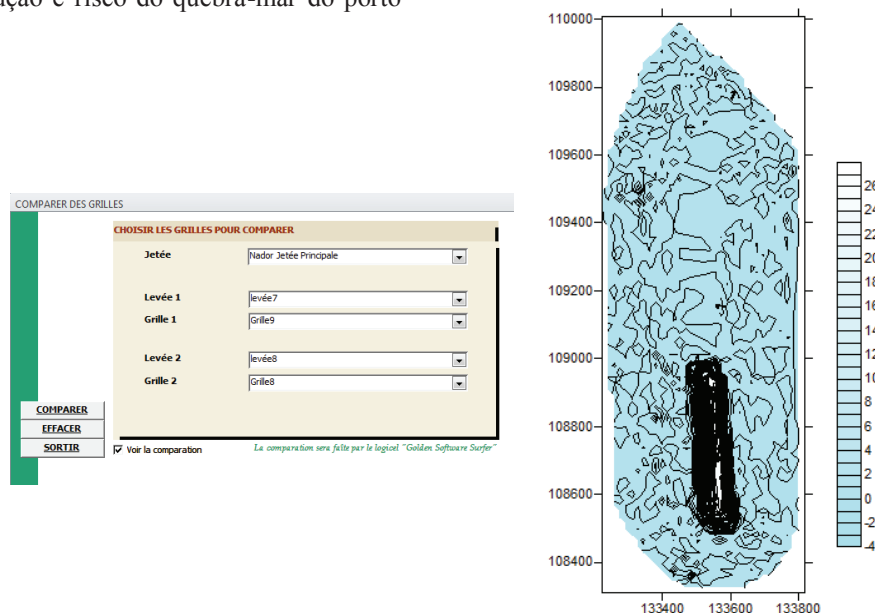 ução e risco do quebra-mar do porto
COMPARER DES GRILLES
CHOISIR LES GRILLES POUR COMPARER
Jetée
Nador Jetée Principale
Levée 1
levée7
Grille 1
Grille9
Levée 2
levée8
Grille 2
Grille8
COMPARER
EFFACER
SORTIR
Voir la comparation
La comparation sera faite par le logicel "Golden Software Surfer"
110000
109800
109600
109400
109200
109000
108800
108600
108400
133400 133600 133800
26
24
22
20
18
16
14
12
10
8
6
4
2
0
-2
-4